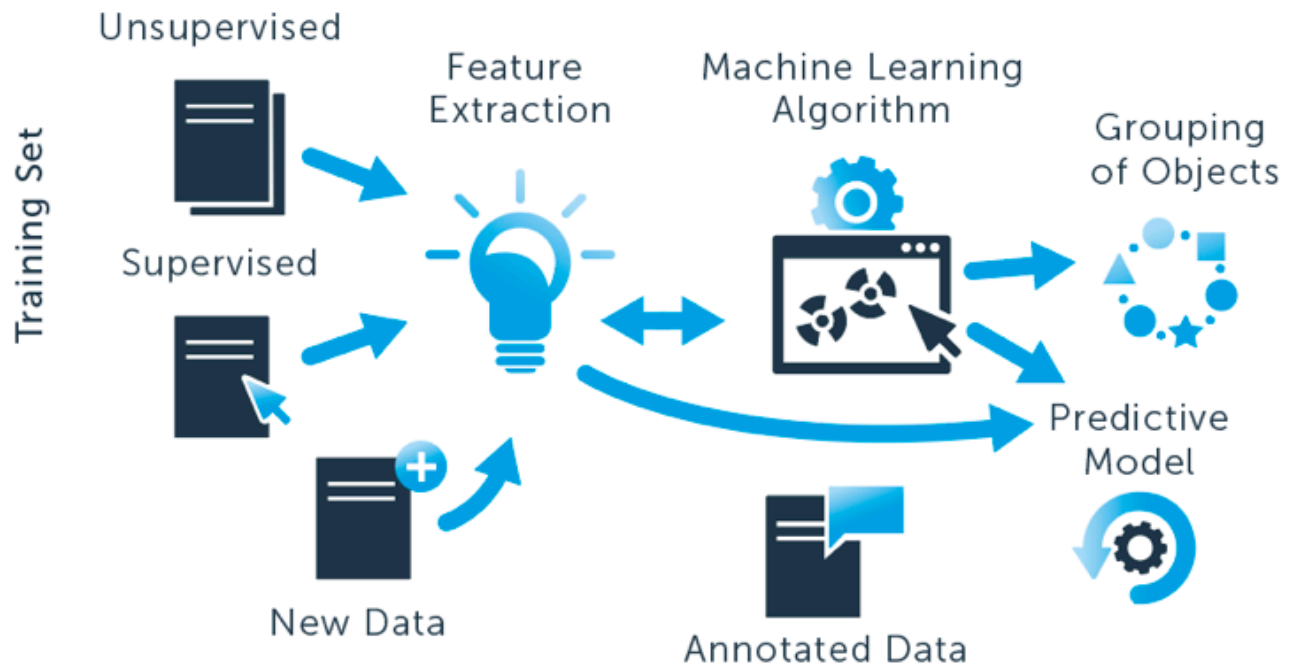 Training Set
Unsupervised
Supervised
New Data
Feature
Extraction
Machine Learning
Algorithm
Annotated Data
Grouping
of Objects
Predictive
Model